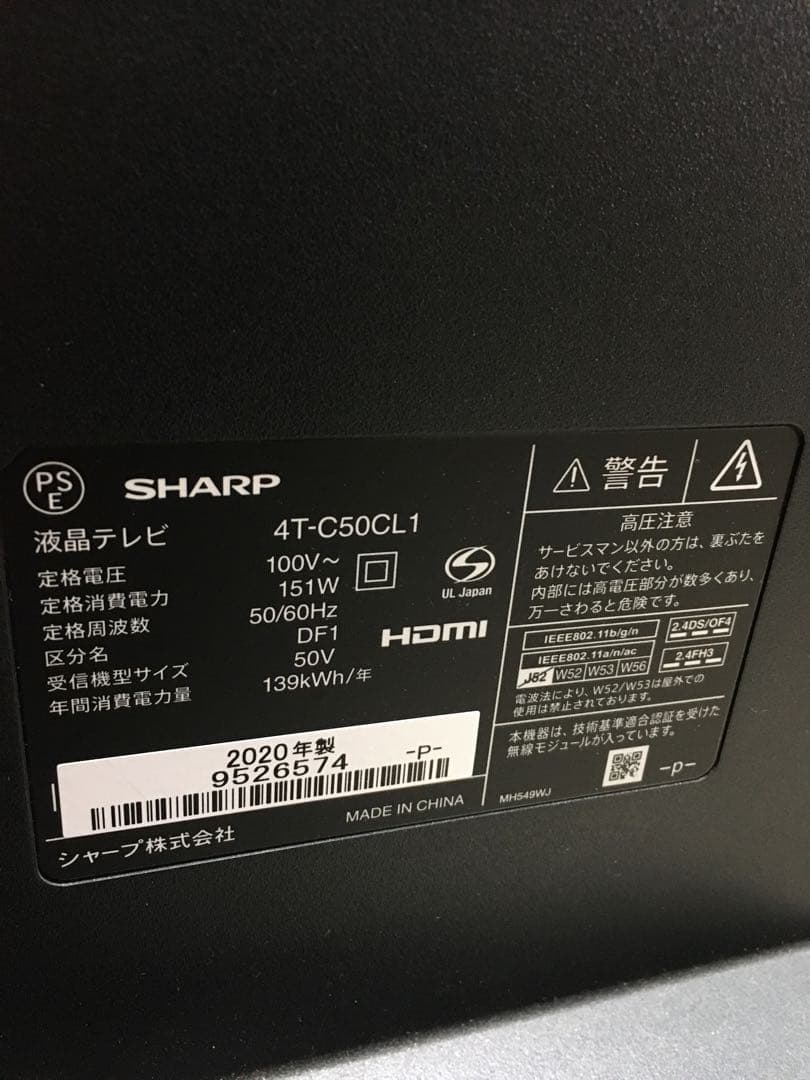 PS
E
SHARP
液晶テレビ 4T-C50CL1
定格電圧 100V～
定格消費電力 151W
定格周波数 50/60Hz
区分名 DF1
受信機型サイズ 50V
年間消費電力量 139kWh/年
S
UL Japan
HDMI
2020年製
9526574 -P-
MADE IN CHINA
シャープ株式会社
警告
高圧注意
サービスマン以外の方は、裏ぶたを
あけないでください。
内部には高電圧部分が数多くあり、
万一さわると危険です。
IEEE802.11b/g/n
IEEE802.11a/n/ac
J52 W52 W53 W56
2.4DS/OF4
2.4FH3
電波法により、W52/W53は屋外での
使用は禁止されております。
本機器は、技術基準適合認証を受けた
無線モジュールが入っています。
-P-
MH549WJ